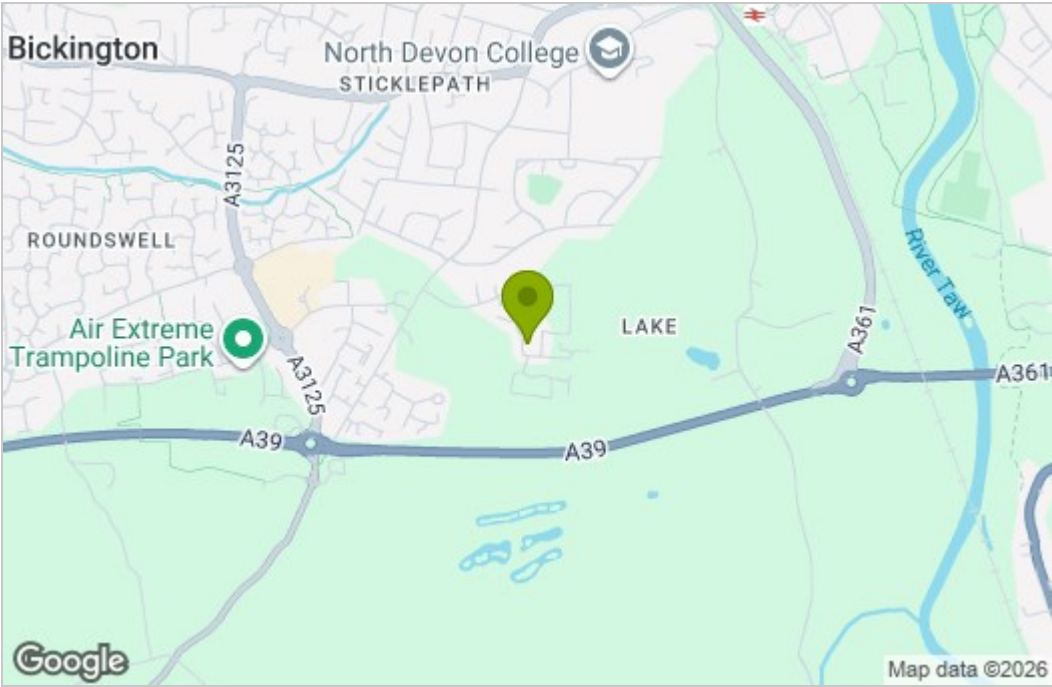 Bickington
North Devon College
STICKLEPATH
A3125
ROUNDSWELL
River Taw
LAKE
A361
Air Extreme
Trampoline Park
A3125
A361
A39
A39
Google
Map data ©2026